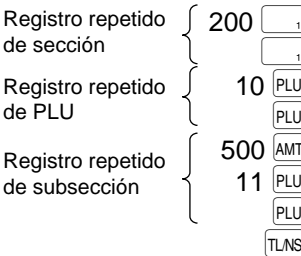 Registro repetido
de sección
200 1
1
Registro repetido
de PLU
10 PLU
PLU
Registro repetido
de subsección
500 AMT
11 PLU
PLU
TL/NS